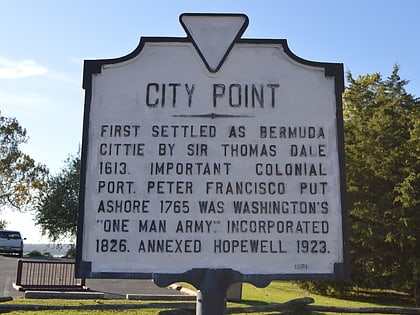 CITY POINT
FIRST SETTLED AS BERMUDA
CITTIE BY SIR THOMAS DALE
1613. IMPORTANT COLONIAL
PORT. PETER FRANCISCO PUT
ASHORE 1765 WAS WASHINGTON'S
"ONE MAN ARMY." INCORPORATED
1826. ANNEXED HOPEWELL 1923.